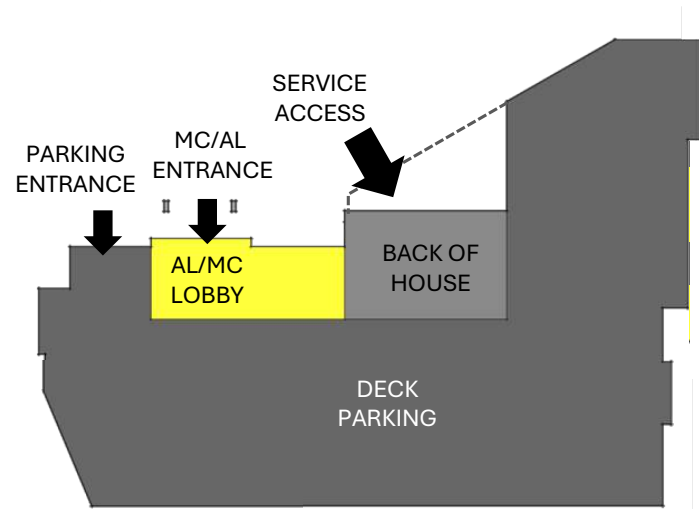 SERVICE
ACCESS
MC/AL
ENTRANCE
PARKING
ENTRANCE
AL/MC
LOBBY
BACK OF
HOUSE
DECK
PARKING